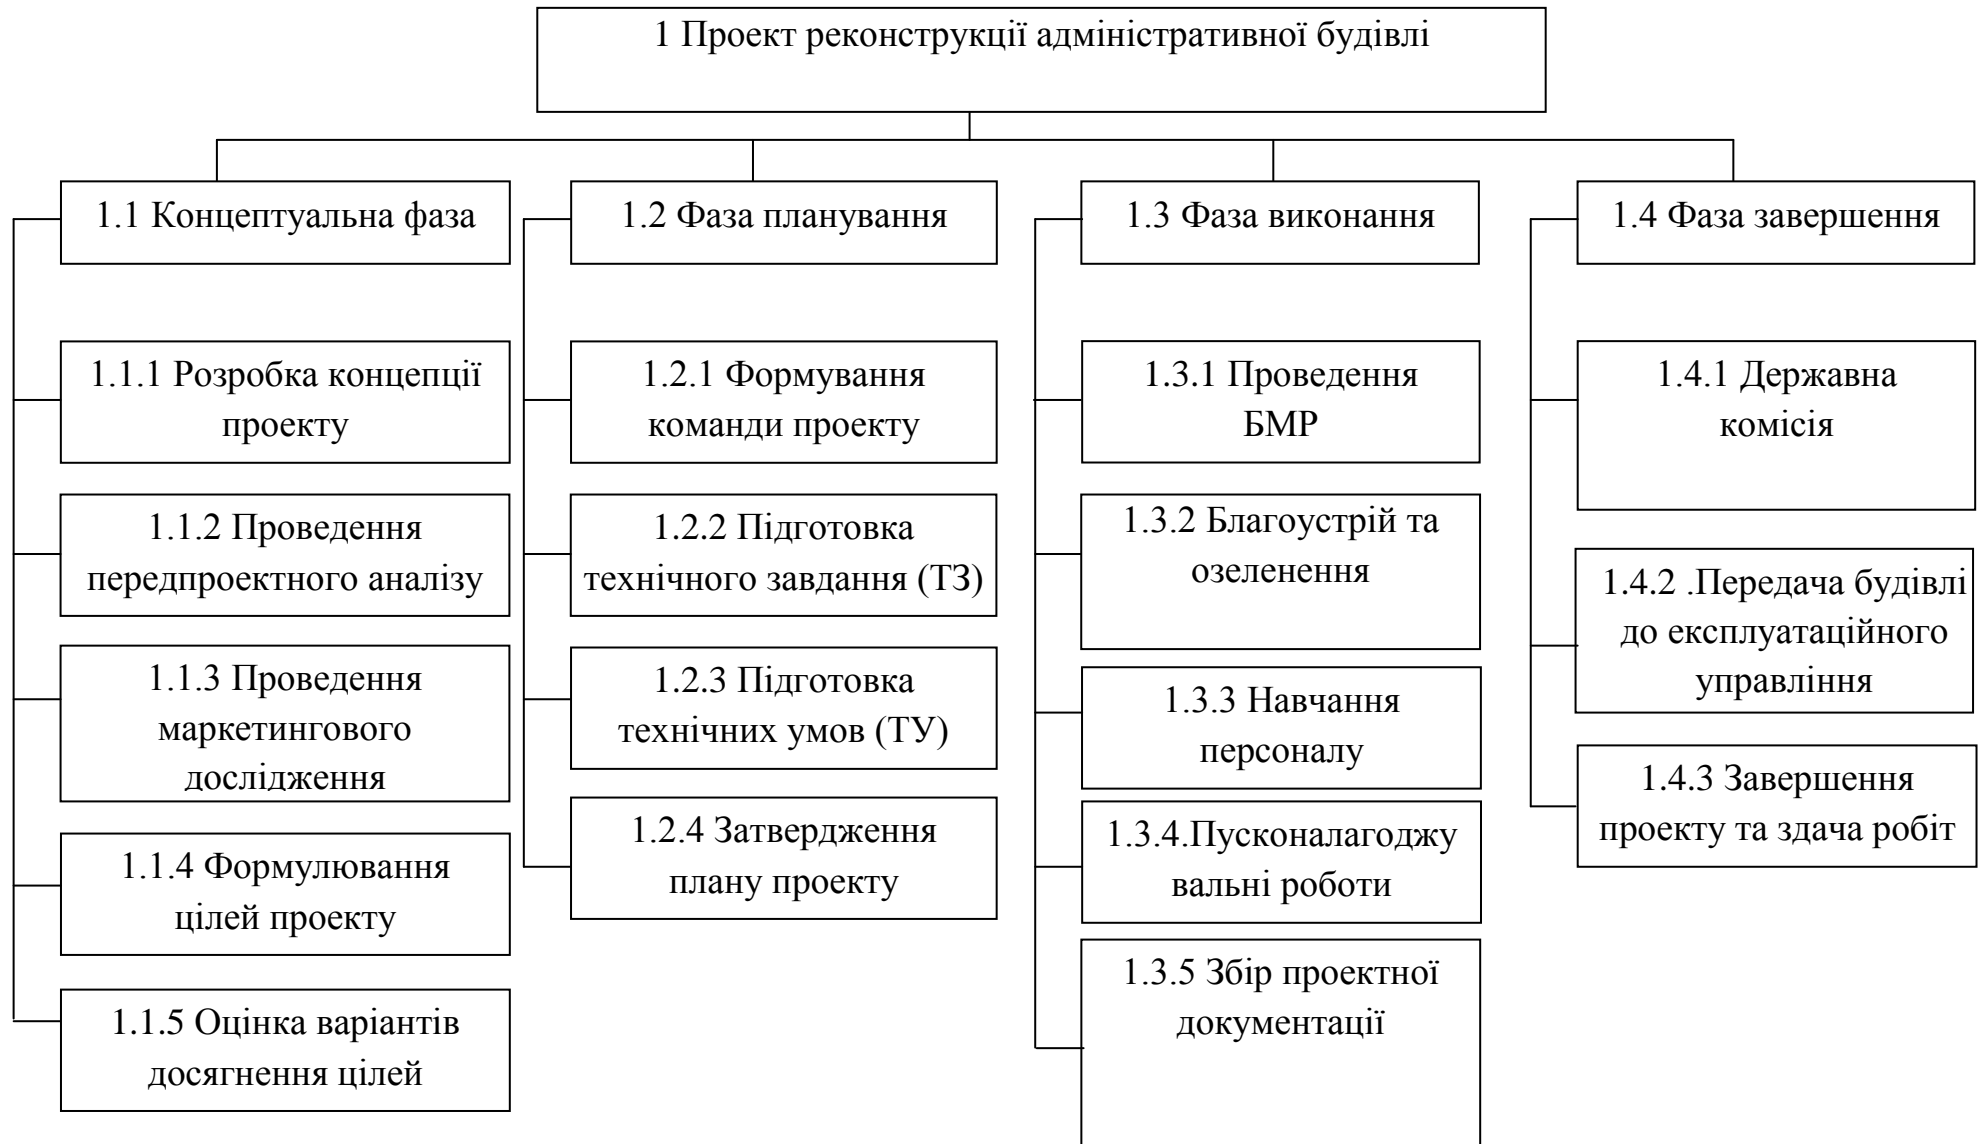 1 Проект реконструкції адміністративної будівлі
1.1 Концептуальна фаза
1.1.1 Розробка концепції
проекту
1.1.2 Проведення
передпроектного аналізу
1.1.3 Проведення
маркетингового
дослідження
1.1.4 Формулювання
цілей проекту
1.1.5 Оцінка варіантів
досягнення цілей
1.2 Фаза планування
1.2.1 Формування
команди проекту
1.2.2 Підготовка
технічного завдання (ТЗ)
1.2.3 Підготовка
технічних умов (ТУ)
1.2.4 Затвердження
плану проекту
1.3 Фаза виконання
1.3.1 Проведення
БМР
1.3.2 Благоустрій та
озеленення
1.3.3 Навчання
персоналу
1.3.4.Пусконалагоджу
вальні роботи
1.3.5 Збір проектної
документації
1.4 Фаза завершення
1.4.1 Державна
комісія
1.4.2 .Передача будівлі
до експлуатаційного
управління
1.4.3 Завершення
проекту та здача робіт